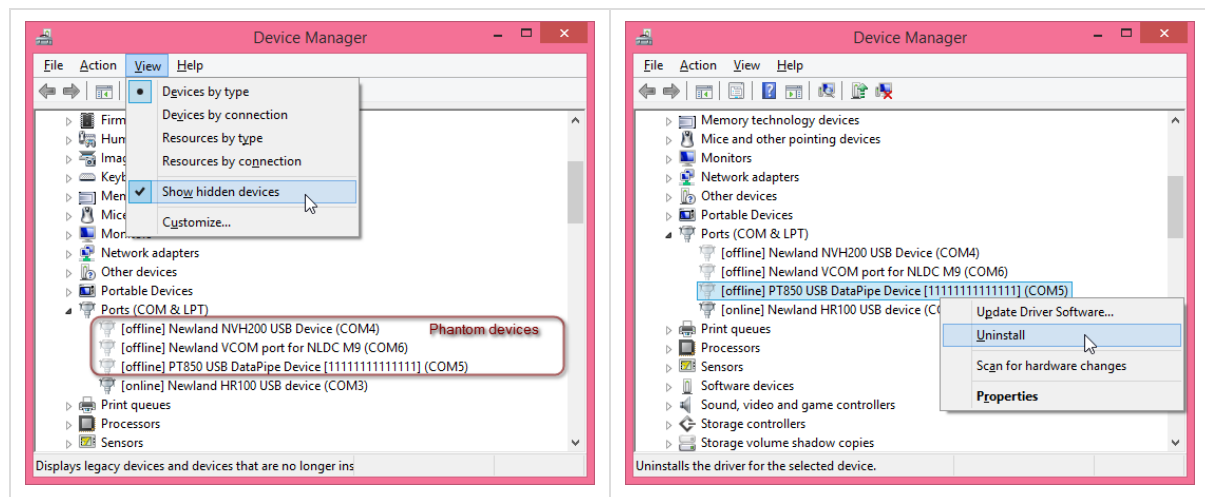 Device Manager
File Action View Help
Devices by type
Devices by connection
Resources by type
Resources by connection
Show hidden devices
Customize...
Firm
Hum
Imag
Keyb
Mem
Mice
Mon
Network adapters
Other devices
Portable Devices
Ports (COM & LPT)
[offline] Newland NVH200 USB Device (COM4) Phantom devices
[offline] Newland VCOM port for NLDC M9 (COM6)
[offline] PT850 USB DataPipe Device [11111111111111] (COM5)
[online] Newland HR100 USB device (COM3)
Print queues
Processors
Sensors
Displays legacy devices and devices that are no longer ins
Device Manager
File Action View Help
Memory technology devices
Mice and other pointing devices
Monitors
Network adapters
Other devices
Portable Devices
Ports (COM & LPT)
[offline] Newland NVH200 USB Device (COM4)
[offline] Newland VCOM port for NLDC M9 (COM6)
[offline] PT850 USB DataPipe Device [11111111111111] (COM5)
[online] Newland HR100 USB device (CO
Update Driver Software...
Uninstall
Scan for hardware changes
Properties
Print queues
Processors
Sensors
Software devices
Sound, video and game controllers
Storage controllers
Storage volume shadow copies
Uninstalls the driver for the selected device.